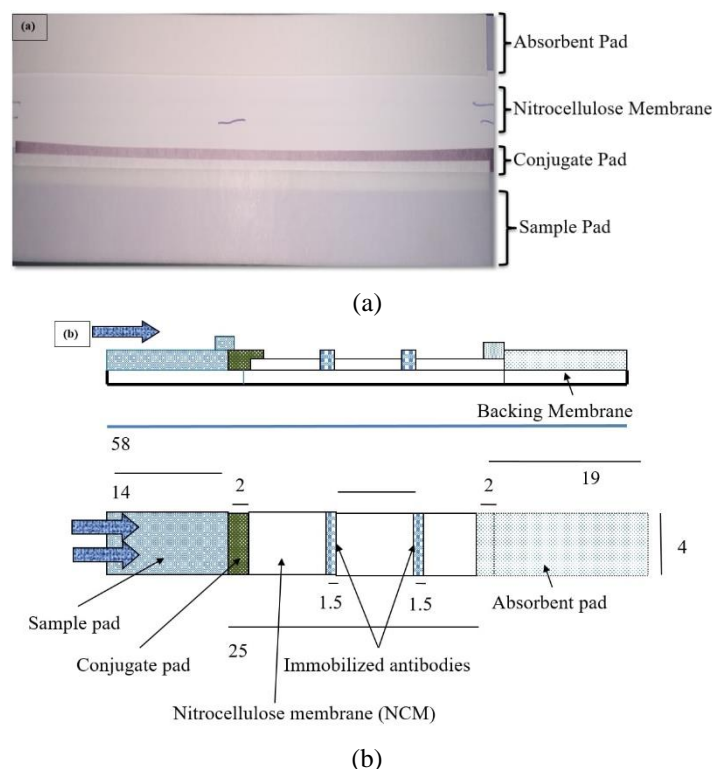 (a)
Absorbent Pad
Nitrocellulose Membrane
Conjugate Pad
Sample Pad
(a)
(b)
Backing Membrane
58
14
2
2
19
4
1.5
1.5
Sample pad
Absorbent pad
Conjugate pad
25
Immobilized antibodies
Nitrocellulose membrane (NCM)
(b)